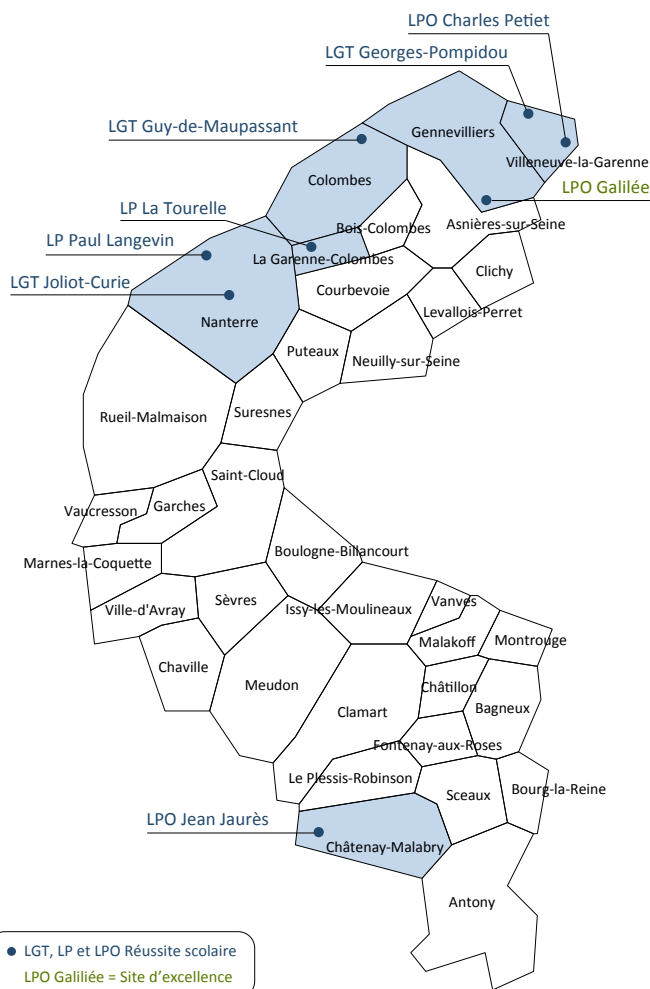 LPO Charles Petiet
LGT Georges-Pompidou
LGT Guy-de-Maupassant
Gennevilliers
Villeneuve-la-Garenne
Colombes
LPO Galilée
LP La Tourelle
Bois-Colombes
Asnières-sur-Seine
LP Paul Langevin
La Garenne-Colombes
Clichy
LGT Joliot-Curie
Courbevoie
Levallois-Perret
Nanterre
Puteaux
Neuilly-sur-Seine
Rueil-Malmaison
Suresnes
Saint-Cloud
Vaucresson
Garches
Boulogne-Billancourt
Marnes-la-Coquette
Sèvres
Vanves
Ville-d'Avray
Issy-les-Moulineaux
Malakoff
Montrouge
Chaville
Meudon
Châtillon
Clamart
Bagneux
Fontenay-aux-Roses
Le Plessis-Robinson
Bourg-la-Reine
Sceaux
LPO Jean Jaurès
Châtenay-Malabry
Antony
LGT, LP et LPO Réussite scolaire
LPO Galiliée = Site d'excellence